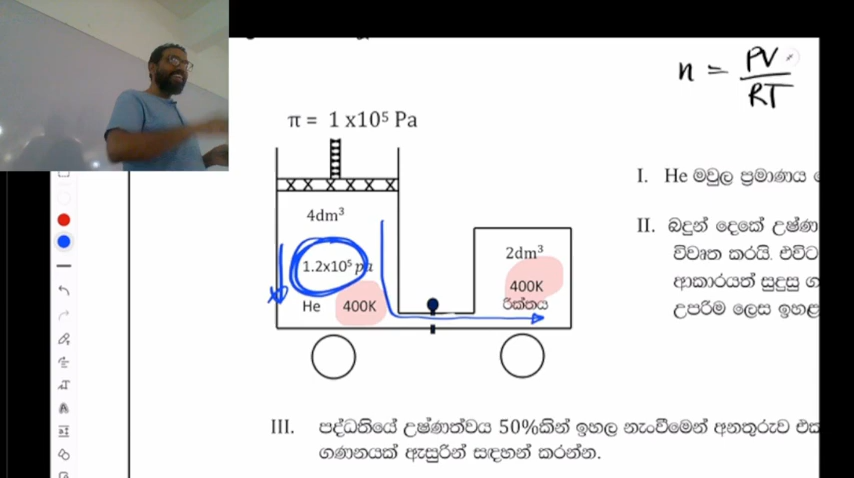 n = PV
RT
π = 1 x10⁵ Pa
4dm³
1.2x10⁵ pa
He 400K
2dm³
400K
රික්තය
I. He මවුල ප්‍රමාණය
II. බඳුන් දෙකේ උෂ්ණ
විවෘත කරයි. එවිට
ආකාරයත් සුදුසු ග
උපරිම ලෙස ඉහළ
III. පද්ධතියේ උෂ්ණත්වය 50%කින් ඉහල නැංවීමෙන් අනතුරුව එක
ගණනයක් ඇසුරින් සඳහන් කරන්න.